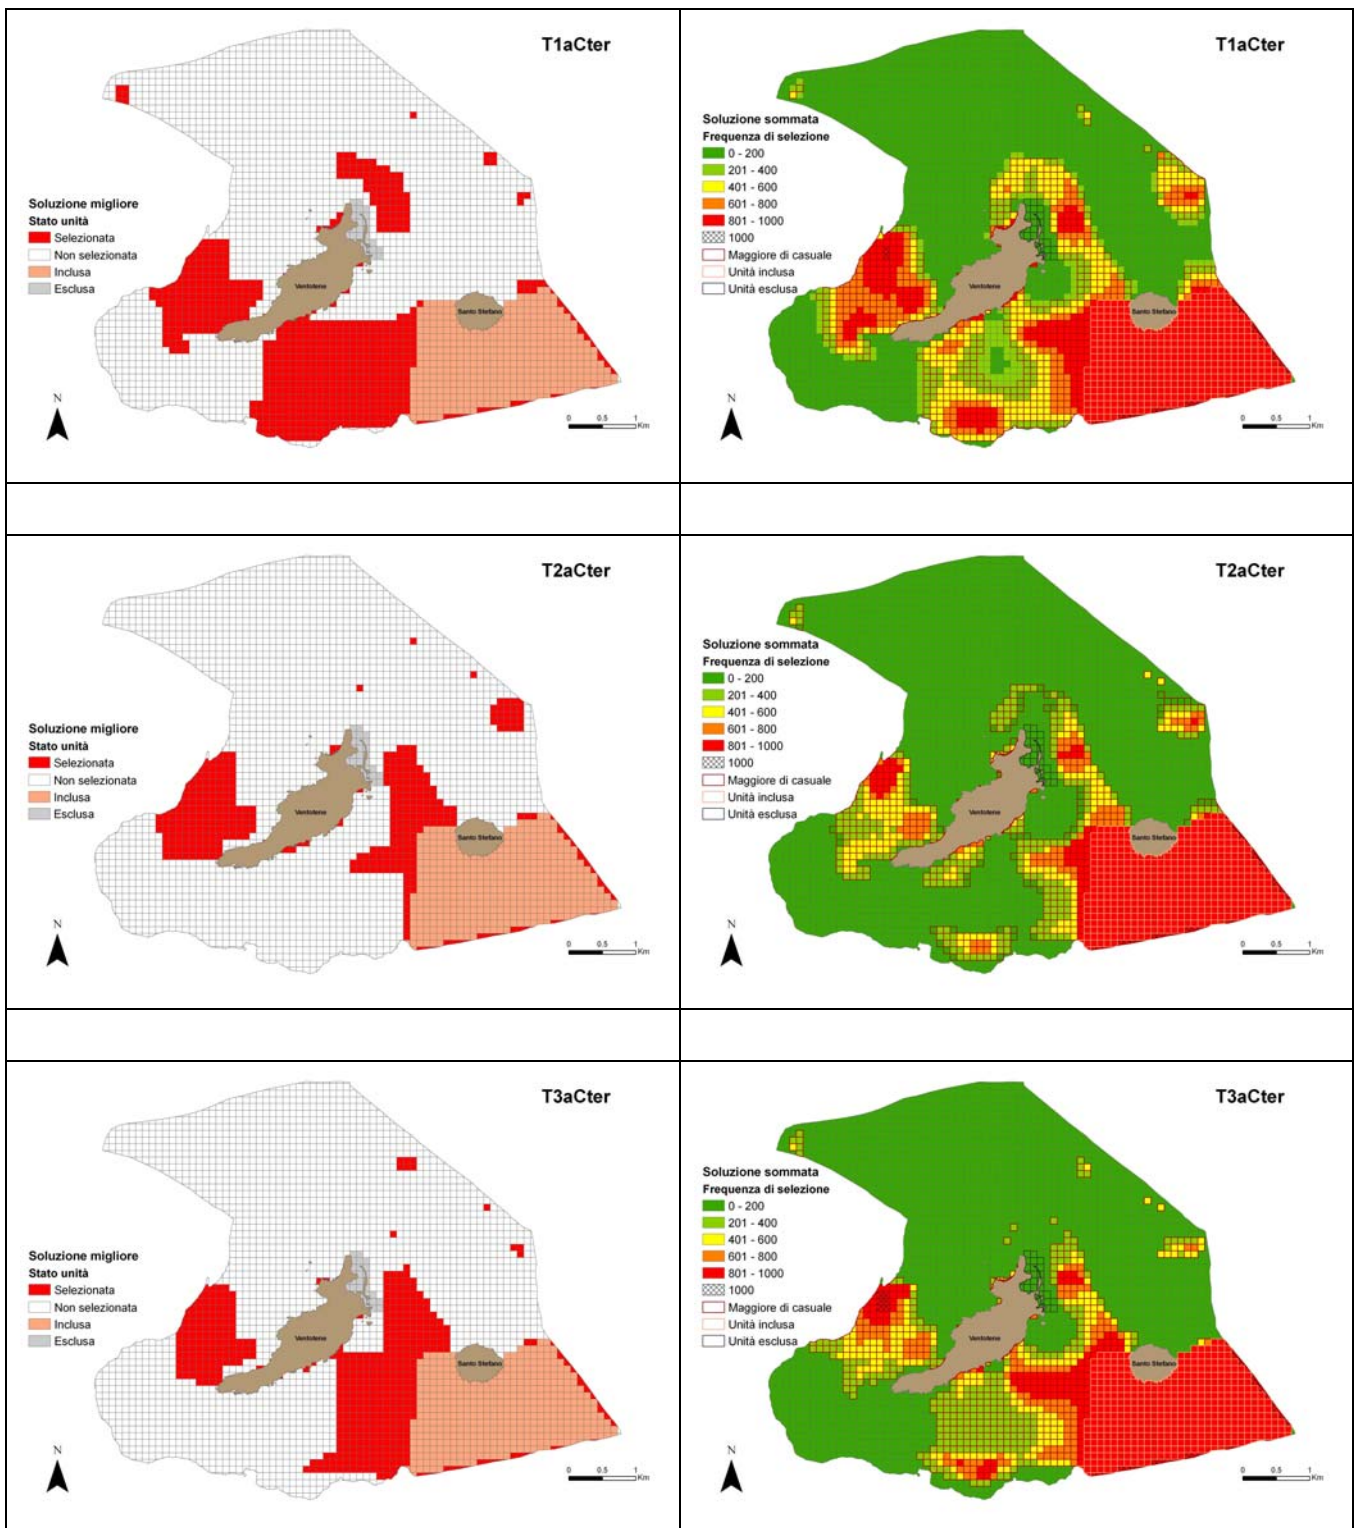 T1aCter
Soluzione migliore
Stato unità
Selezionata
Non selezionata
Inclusa
Esclusa
Ventotene
Santo Stefano
N
0 0.5 1
Km
T1aCter
Soluzione sommata
Frequenza di selezione
0 - 200
201 - 400
401 - 600
601 - 800
801 - 1000
1000
Maggiore di casuale
Unità inclusa
Unità esclusa
Ventotene
Santo Stefano
N
0 0.5 1
Km
T2aCter
Soluzione migliore
Stato unità
Selezionata
Non selezionata
Inclusa
Esclusa
Ventotene
Santo Stefano
N
0 0.5 1
Km
T2aCter
Soluzione sommata
Frequenza di selezione
0 - 200
201 - 400
401 - 600
601 - 800
801 - 1000
1000
Maggiore di casuale
Unità inclusa
Unità esclusa
Ventotene
Santo Stefano
N
0 0.5 1
Km
T3aCter
Soluzione migliore
Stato unità
Selezionata
Non selezionata
Inclusa
Esclusa
Ventotene
Santo Stefano
N
0 0.5 1
Km
T3aCter
Soluzione sommata
Frequenza di selezione
0 - 200
201 - 400
401 - 600
601 - 800
801 - 1000
1000
Maggiore di casuale
Unità inclusa
Unità esclusa
Ventotene
Santo Stefano
N
0 0.5 1
Km